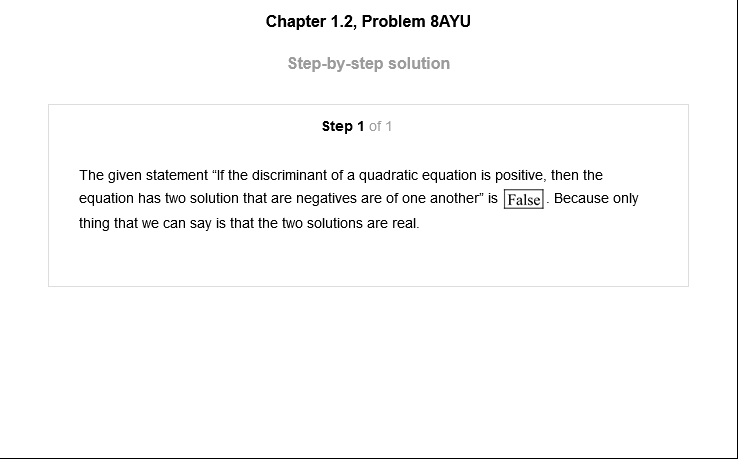 Chapter 1.2, Problem 8AYU
Step-by-step solution
Step 1 of 1
The given statement “If the discriminant of a quadratic equation is positive, then the
equation has two solution that are negatives are of one another” is False. Because only
thing that we can say is that the two solutions are real.